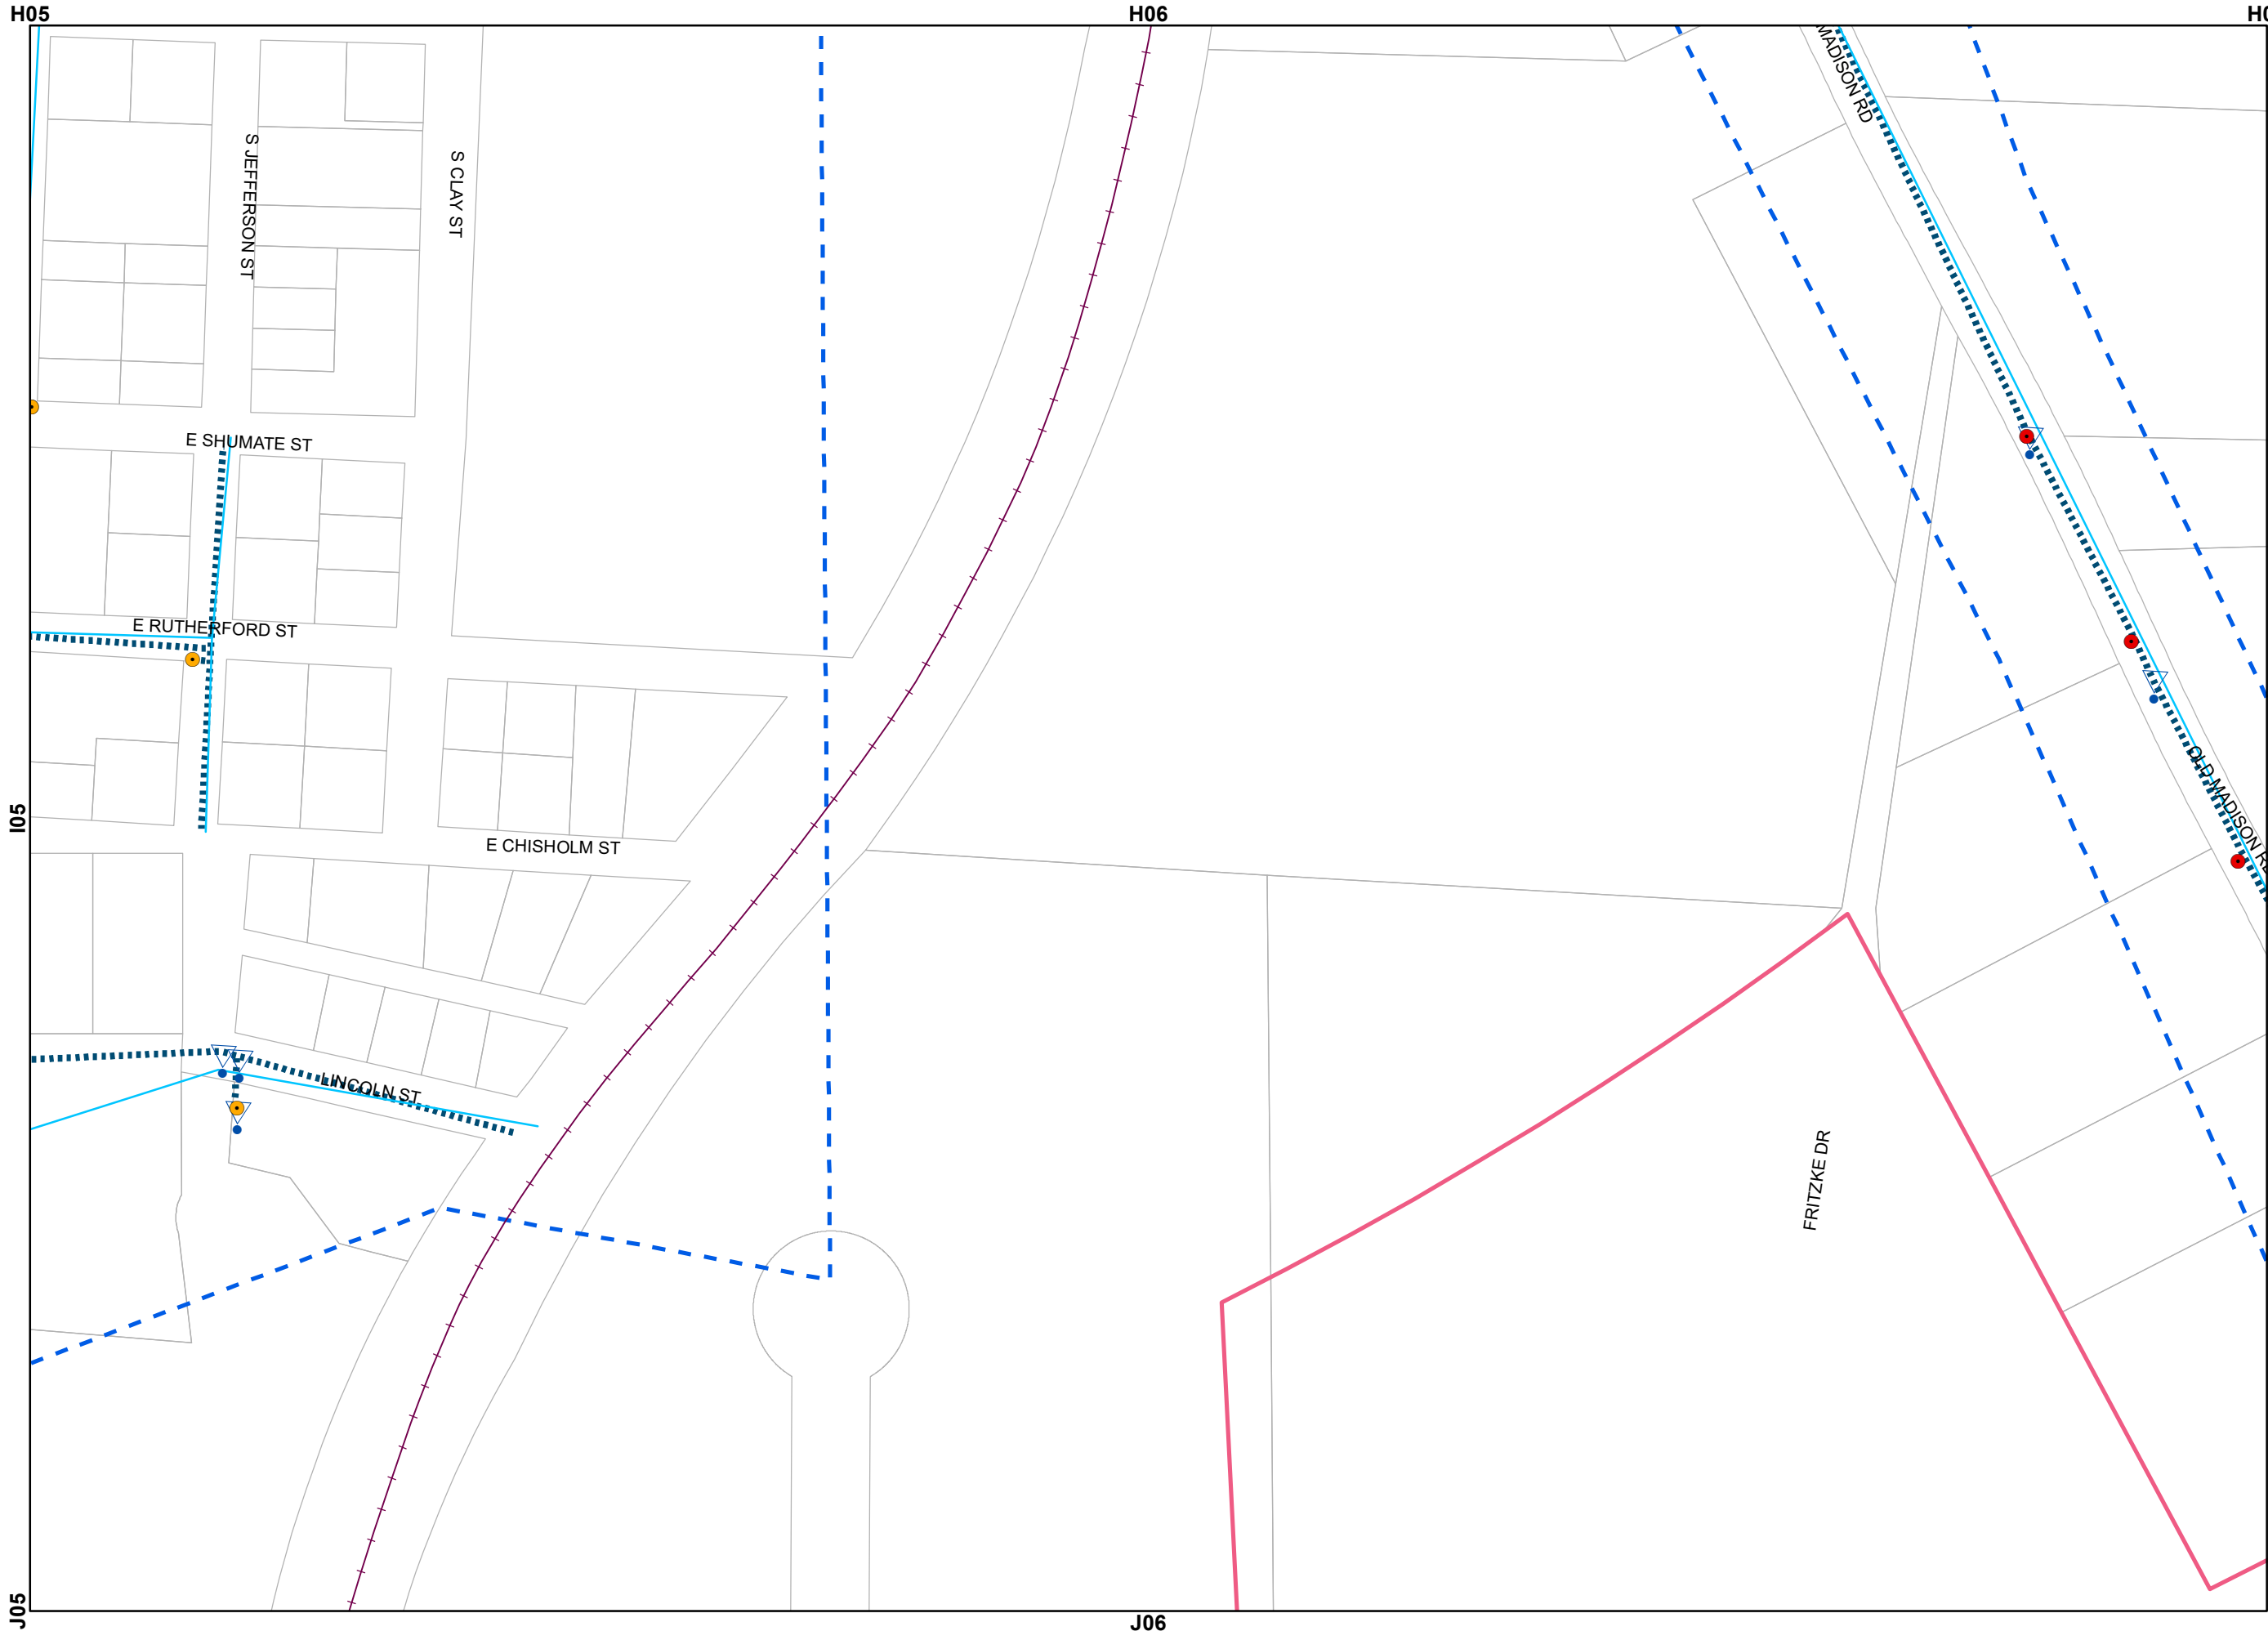 H05
H06
MADISON RD
S JEFFERSON ST
S CLAY ST
E SHUMATE ST
E RUTHERFORD ST
I05
OLD MADISON
E CHISHOLM ST
LINCOLN ST
FRITZKE DR
J05
J06